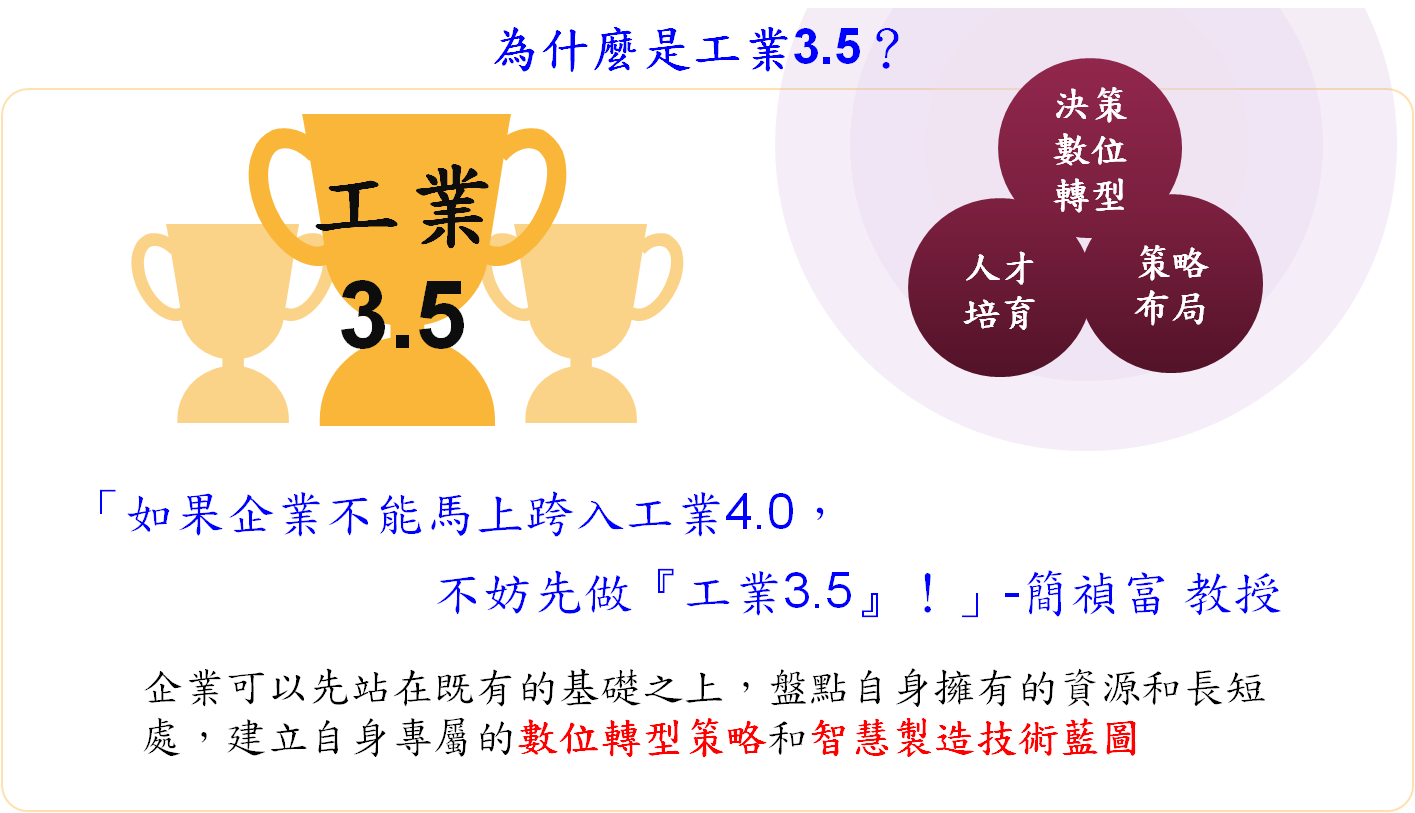 為什麼是工業3.5？
工業
3.5
決策
數位
轉型
人才
培育
策略
布局
「如果企業不能馬上跨入工業4.0，
不妨先做『工業3.5』！」-簡禎富 教授
企業可以先站在既有的基礎之上，盤點自身擁有的資源和長短
處，建立自身專屬的數位轉型策略和智慧製造技術藍圖